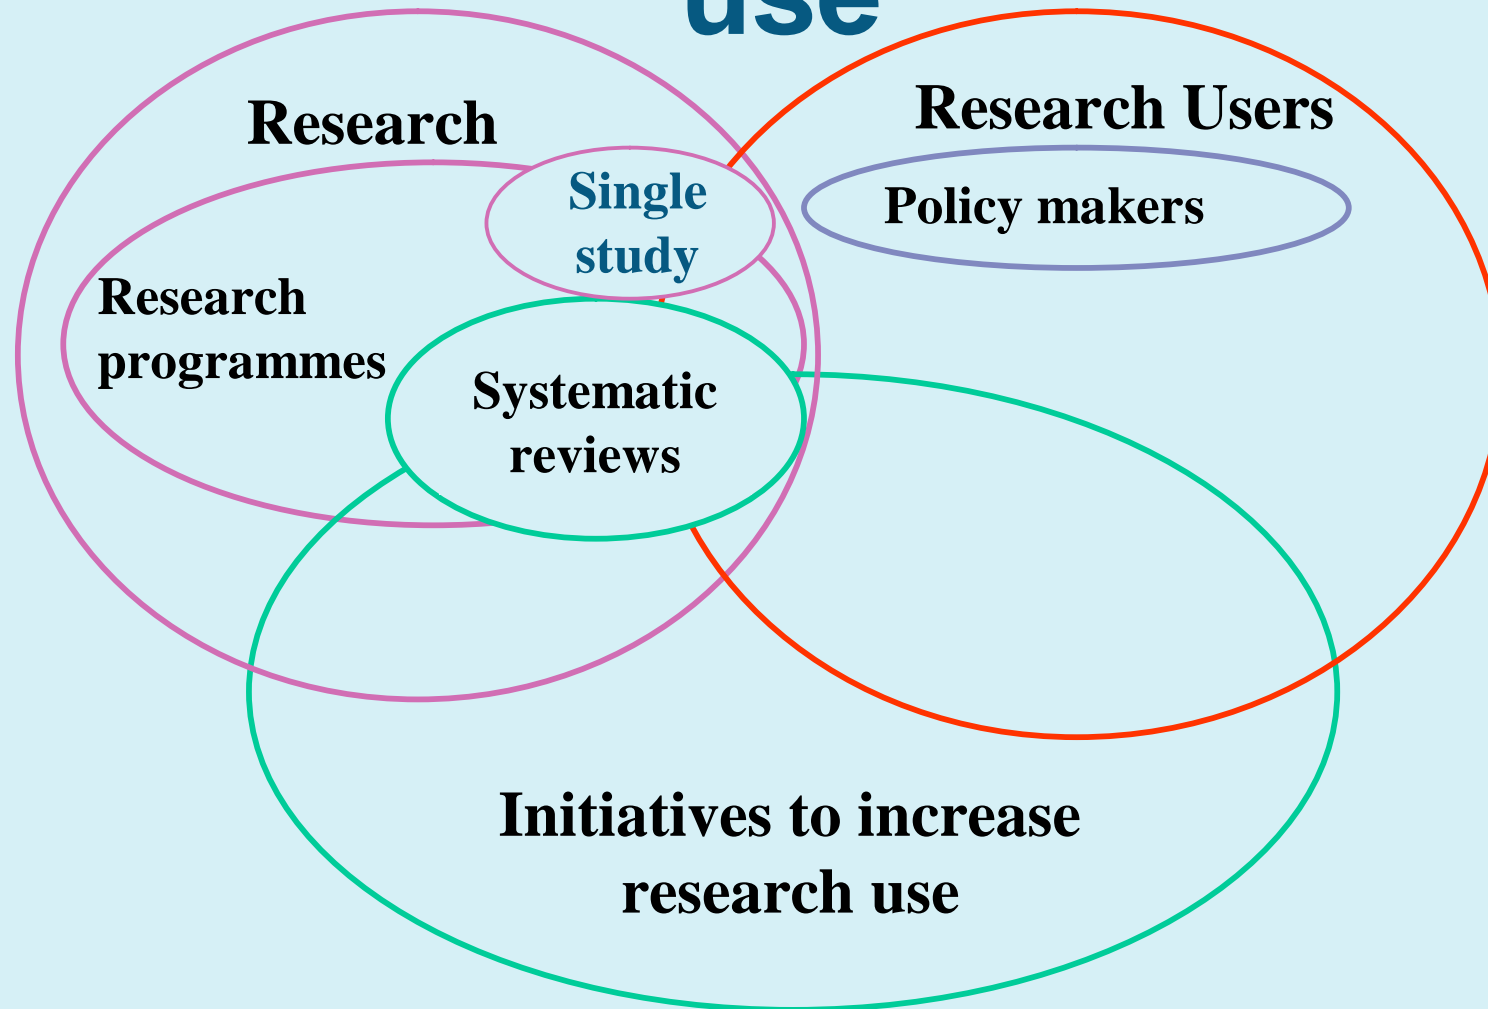 use
Research
Research Users
Single
study
Policy makers
Research
programmes
Systematic
reviews
Initiatives to increase
research use